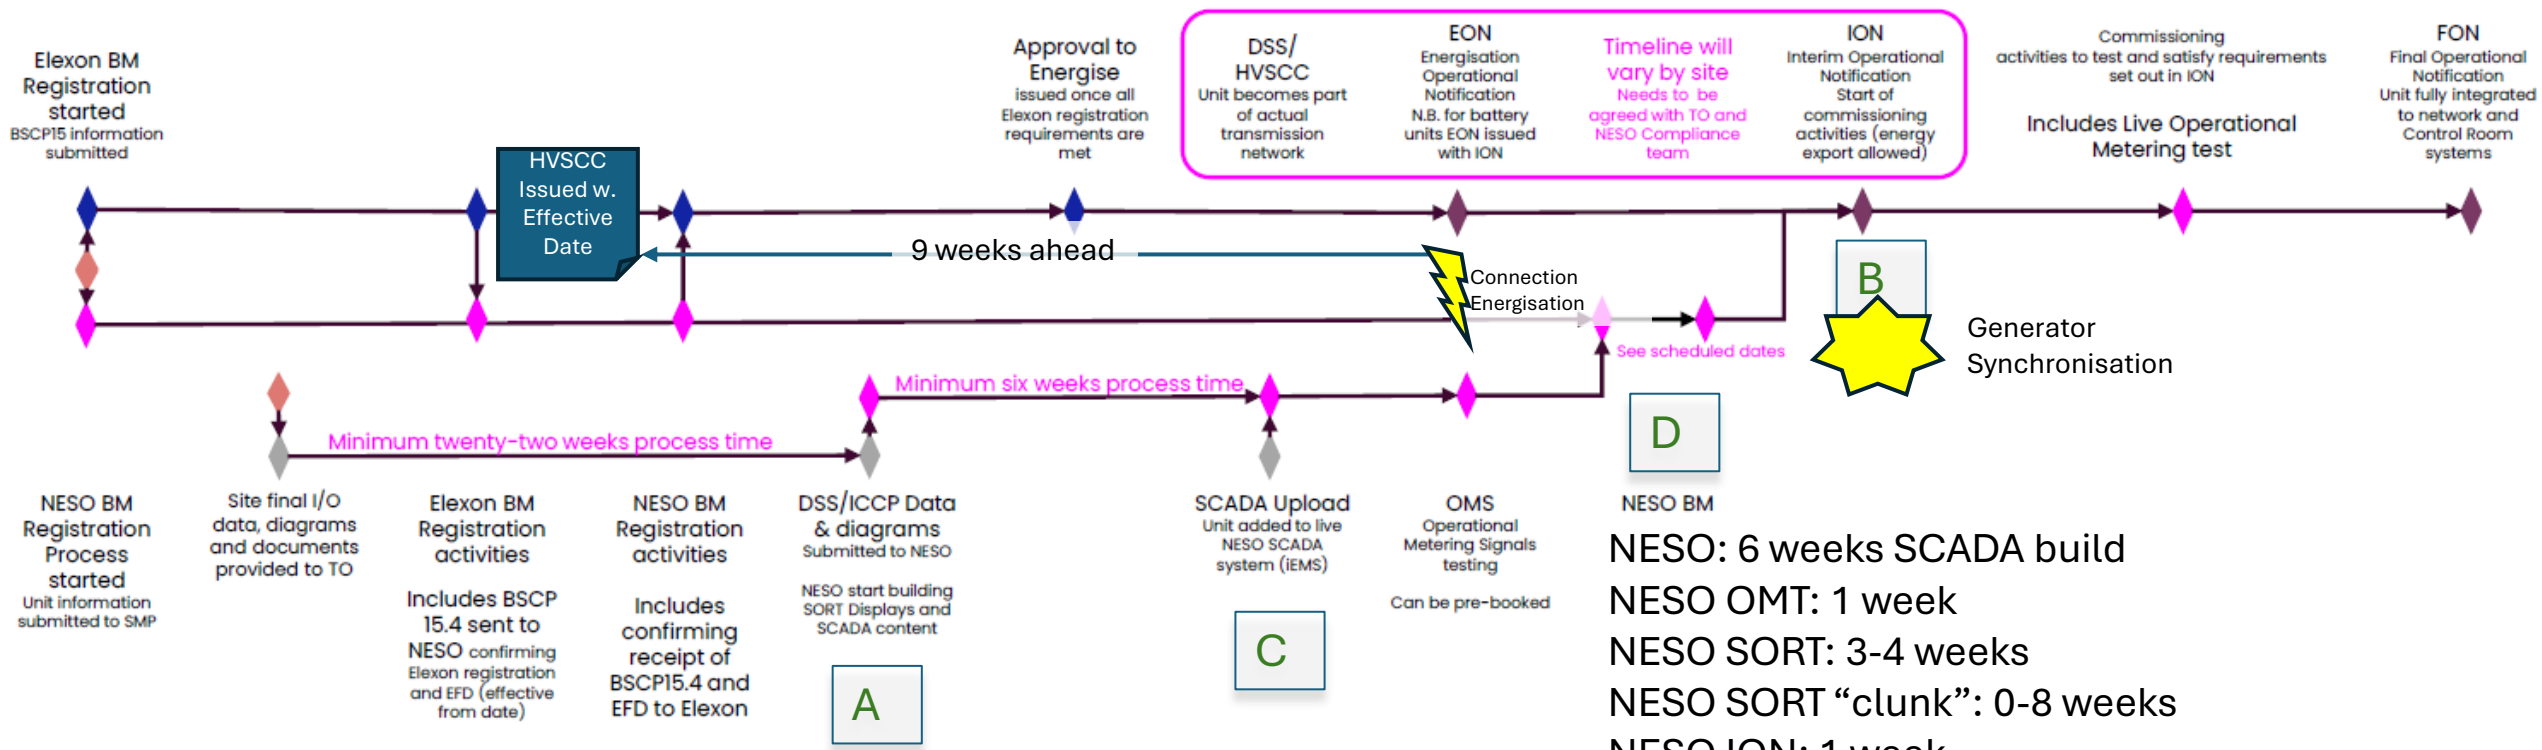 Elexon BM
Registration
started
BSCP15 information
submitted
HVSCC
Issued w.
Effective
Date
Approval to
Energise
issued once all
Elexon registration
requirements are
met
DSS/
HVSCC
Unit becomes part
of actual
transmission
network
EON
Energisation
Operational
Notification
N.B. for battery
units EON issued
with ION
Timeline will
vary by site
Needs to be
agreed with TO and
NESO Compliance
team
ION
Interim Operational
Notification
Start of
commissioning
activities (energy
export allowed)
Commissioning
activities to test and satisfy requirements
set out in ION
Includes Live Operational
Metering test
FON
Final Operational
Notification
Unit fully integrated
to network and
Control Room
systems
9 weeks ahead
Connection
Energisation
B
Generator
Synchronisation
See scheduled dates
Minimum six weeks process time
Minimum twenty-two weeks process time
D
NESO BM
Registration
Process
started
Unit information
submitted to SMP
Site final I/O
data, diagrams
and documents
provided to TO
Elexon BM
Registration
activities
Includes BSCP
15.4 sent to
NESO confirming
Elexon registration
and EFD (effective
from date)
NESO BM
Registration
activities
Includes
confirming
receipt of
BSCP15.4 and
EFD to Elexon
DSS/ICCP Data
& diagrams
Submitted to NESO
NESO start building
SORT Displays and
SCADA content
A
SCADA Upload
Unit added to live
NESO SCADA
system (iEMS)
C
OMS
Operational
Metering Signals
testing
Can be pre-booked
NESO BM
NESO: 6 weeks SCADA build
NESO OMT: 1 week
NESO SORT: 3-4 weeks
NESO SORT “clunk”: 0-8 weeks
NESO ION: 1 week